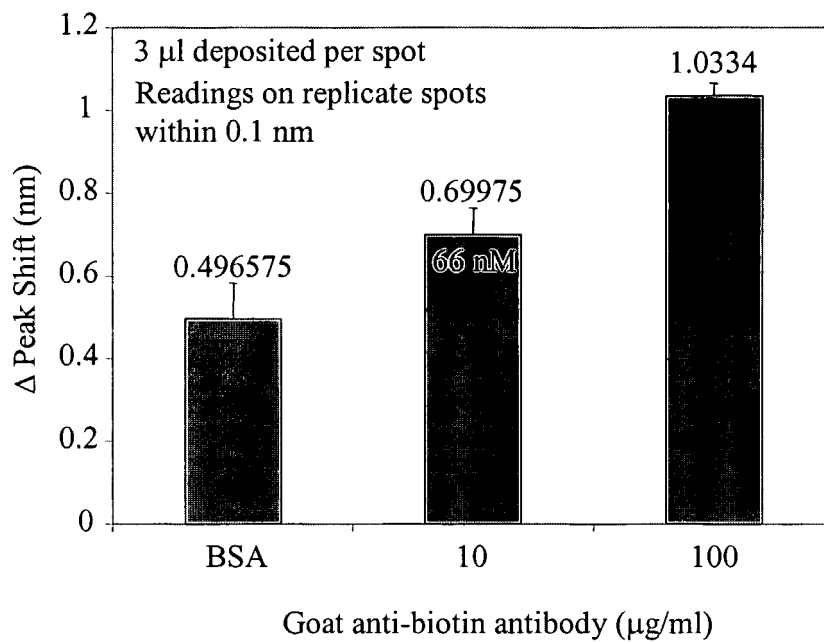 1.2
3 μl deposited per spot
Readings on replicate spots
within 0.1 nm
1.0334
1
0.8
0.69975
66 nM
0.6
0.496575
0.4
0.2
0
Δ Peak Shift (nm)
BSA
10
100
Goat anti-biotin antibody (μg/ml)